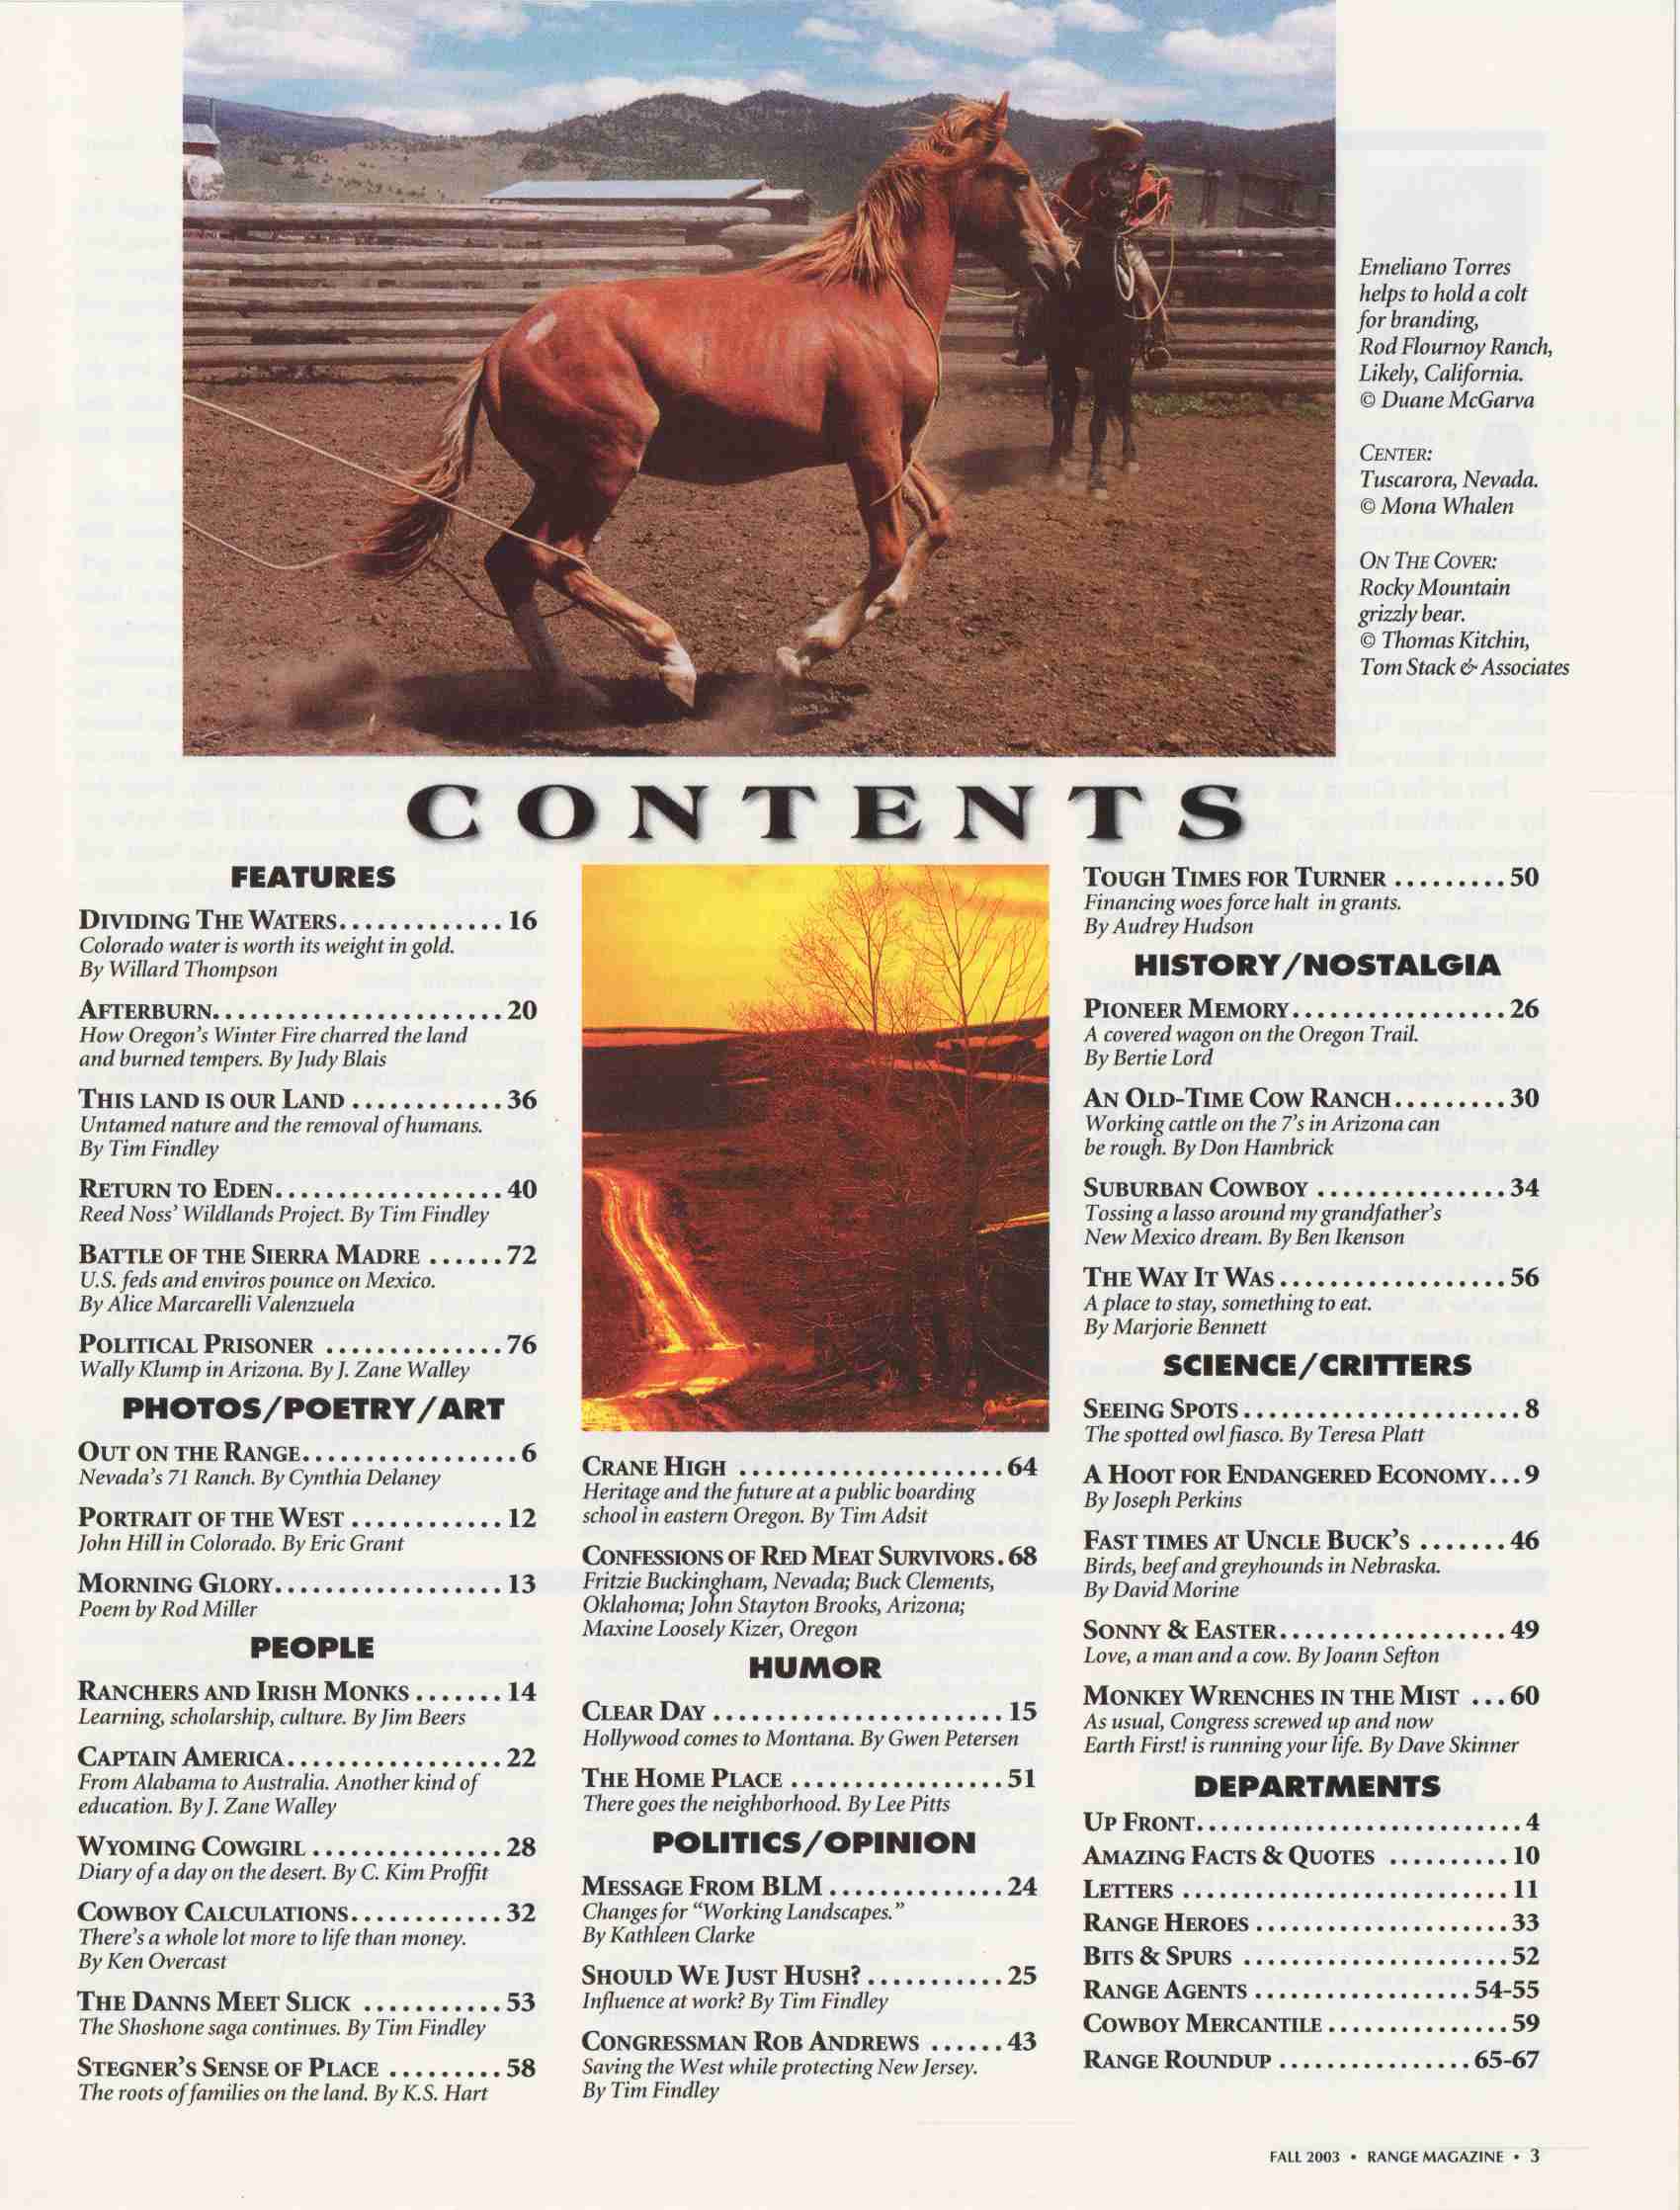 Emeliano Torres
helps to hold a colt
for branding,
Rod Flournoy Ranch,
Likely, California.
© Duane McGarva
CENTER:
Tuscarora, Nevada.
© Mona Whalen
ON THE COVER:
Rocky Mountain
grizzly bear.
© Thomas Kitchin,
Tom Stack & Associates
CONTENTS
FEATURES
DIVIDING THE WATERS............. 16
Colorado water is worth its weight in gold.
By Willard Thompson
AFTERBURN....................... 20
How Oregon's Winter Fire charred the land
and burned tempers. By Judy Blais
THIS LAND IS OUR LAND ............ 36
Untamed nature and the removal of humans.
By Tim Findley
RETURN TO EDEN.................. 40
Reed Noss' Wildlands Project. By Tim Findley
BATTLE OF THE SIERRA MADRE ...... 72
U.S. feds and enviros pounce on Mexico.
By Alice Marcarelli Valenzuela
POLITICAL PRISONER .............. 76
Wally Klump in Arizona. By J. Zane Walley
PHOTOS/POETRY/ART
OUT ON THE RANGE................. 6
Nevada's 71 Ranch. By Cynthia Delaney
PORTRAIT OF THE WEST ............ 12
John Hill in Colorado. By Eric Grant
MORNING GLORY.................. 13
Poem by Rod Miller
PEOPLE
RANCHERS AND IRISH MONKS ....... 14
Learning, scholarship, culture. By Jim Beers
CAPTAIN AMERICA................. 22
From Alabama to Australia. Another kind of
education. By J. Zane Walley
WYOMING COWGIRL ............... 28
Diary of a day on the desert. By C. Kim Proffit
COWBOY CALCULATIONS............ 32
There's a whole lot more to life than money.
By Ken Overcast
THE DANNS MEET SLICK ........... 53
The Shoshone saga continues. By Tim Findley
STEGNER'S SENSE OF PLACE ......... 58
The roots of families on the land. By K.S. Hart
CRANE HIGH ..................... 64
Heritage and the future at a public boarding
school in eastern Oregon. By Tim Adsit
CONFESSIONS OF RED MEAT SURVIVORS. 68
Fritzie Buckingham, Nevada; Buck Clements,
Oklahoma; John Stayton Brooks, Arizona;
Maxine Loosely Kizer, Oregon
HUMOR
CLEAR DAY ....................... 15
Hollywood comes to Montana. By Gwen Petersen
THE HOME PLACE ................. 51
There goes the neighborhood. By Lee Pitts
POLITICS/OPINION
MESSAGE FROM BLM .............. 24
Changes for "Working Landscapes."
By Kathleen Clarke
SHOULD WE JUST HUSH? ........... 25
Influence at work? By Tim Findley
CONGRESSMAN ROB ANDREWS ...... 43
Saving the West while protecting New Jersey.
By Tim Findley
TOUGH TIMES FOR TURNER ......... 50
Financing woes force halt in grants.
By Audrey Hudson
HISTORY/NOSTALGIA
PIONEER MEMORY................. 26
A covered wagon on the Oregon Trail.
By Bertie Lord
AN OLD-TIME COW RANCH......... 30
Working cattle on the 7's in Arizona can
be rough. By Don Hambrick
SUBURBAN COWBOY ............... 34
Tossing a lasso around my grandfather's
New Mexico dream. By Ben Ikenson
THE WAY IT WAS .................. 56
A place to stay, something to eat.
By Marjorie Bennett
SCIENCE/CRITTERS
SEEING SPOTS...................... 8
The spotted owl fiasco. By Teresa Platt
A HOOT FOR ENDANGERED ECONOMY... 9
By Joseph Perkins
FAST TIMES AT UNCLE BUCK'S ....... 46
Birds, beef and greyhounds in Nebraska.
By David Morine
SONNY & EASTER.................. 49
Love, a man and a cow. By Joann Sefton
MONKEY WRENCHES IN THE MIST ... 60
As usual, Congress screwed up and now
Earth First! is running your life. By Dave Skinner
DEPARTMENTS
UP FRONT.......................... 4
AMAZING FACTS & QUOTES .......... 10
LETTERS .......................... 11
RANGE HEROES .................... 33
BITS & SPURS ..................... 52
RANGE AGENTS ................. 54-55
COWBOY MERCANTILE ............... 59
RANGE ROUNDUP ............... 65-67
FALL 2003 • RANGE MAGAZINE • 3